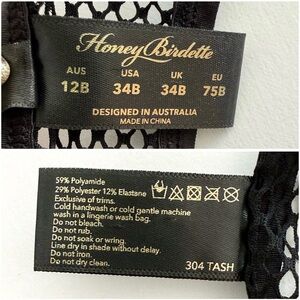 Honey Birdette
AUS USA UK EU
12B 34B 34B 75B
DESIGNED IN AUSTRALIA
MADE IN CHINA
59% Polyamide
29% Polyester 12% Elastane
Exclusive of trims.
Cold handwash or cold gentle machine
wash in a lingerie wash bag.
Do not bleach.
Do not rub.
Do not soak or wring.
Line dry in shade without delay.
Do not iron.
Do not dry clean.
304 TASH